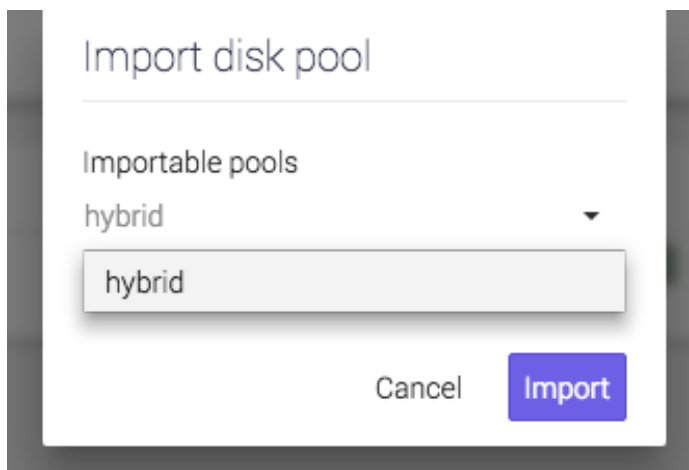 Import disk pool
Importable pools
hybrid
hybrid
Cancel Import